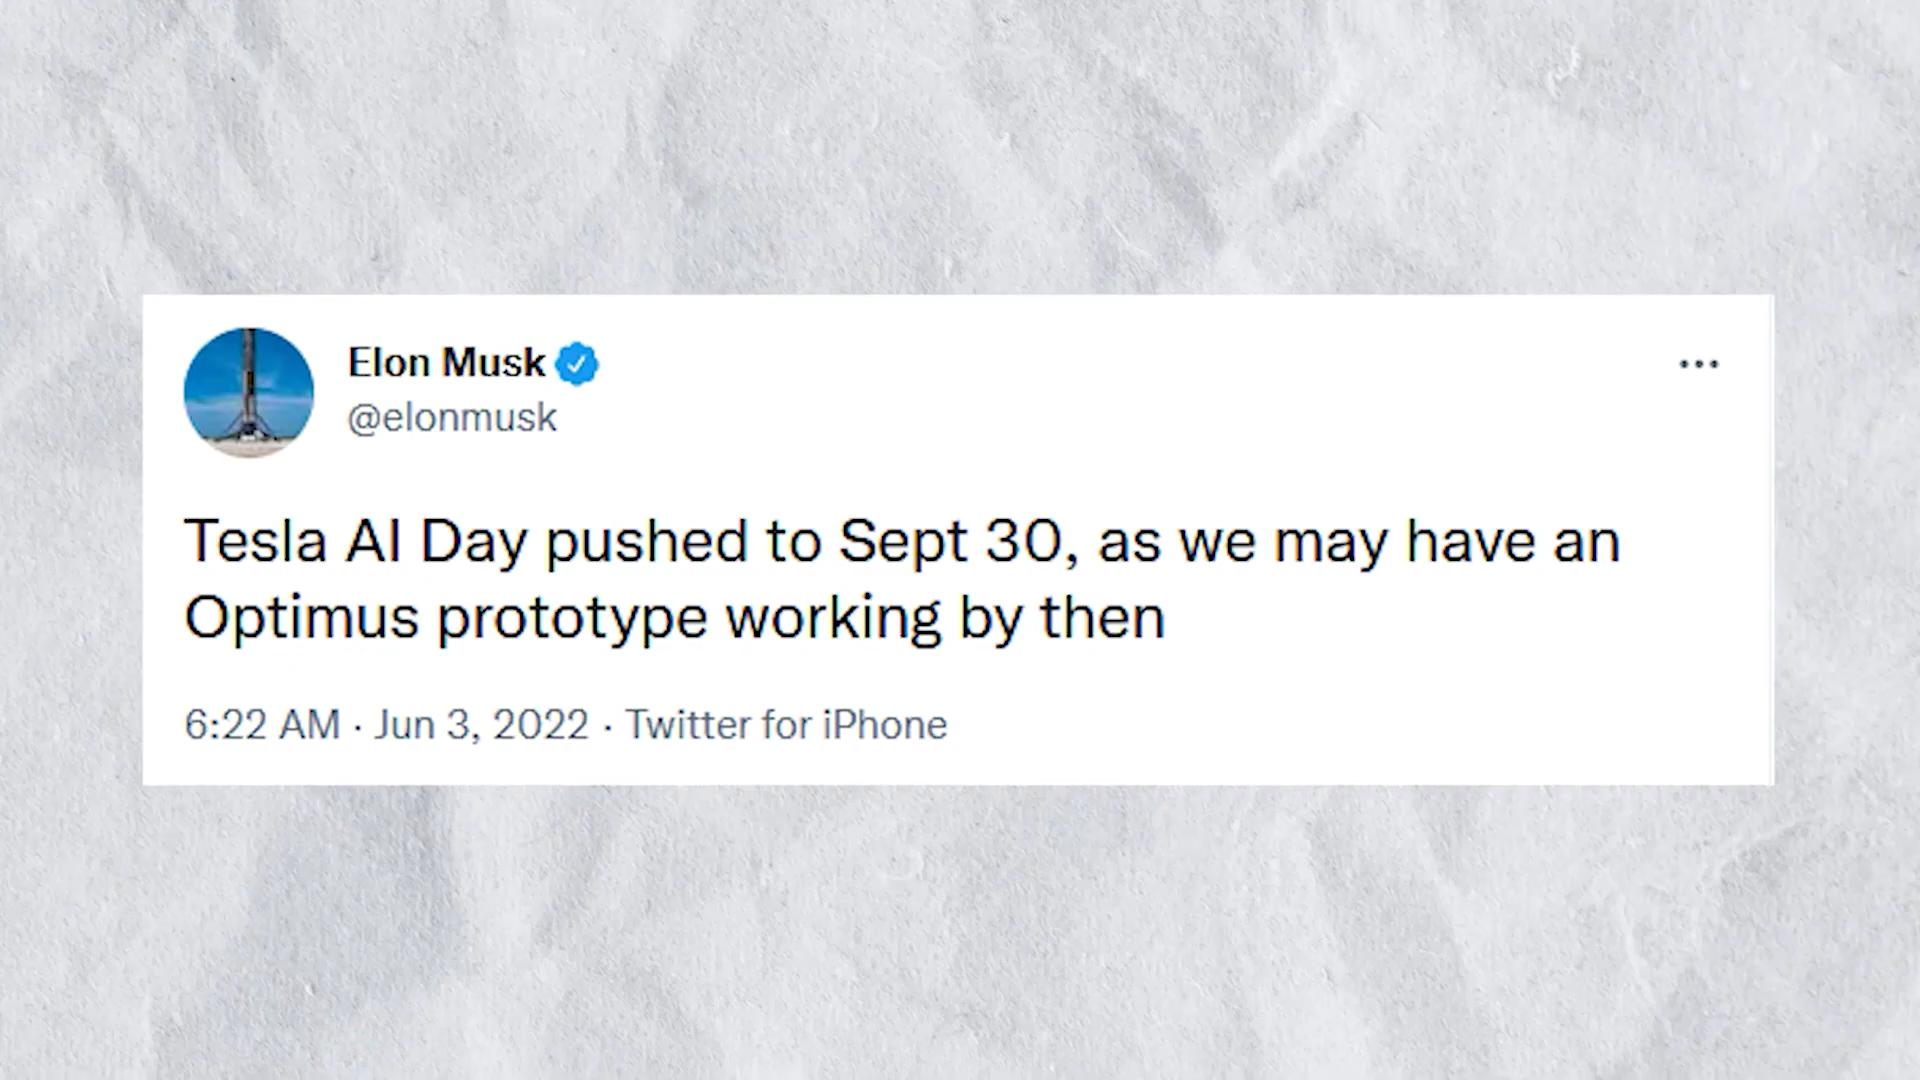 Elon Musk
@elonmusk
Tesla AI Day pushed to Sept 30, as we may have an
Optimus prototype working by then
6:22 AM · Jun 3, 2022 · Twitter for iPhone